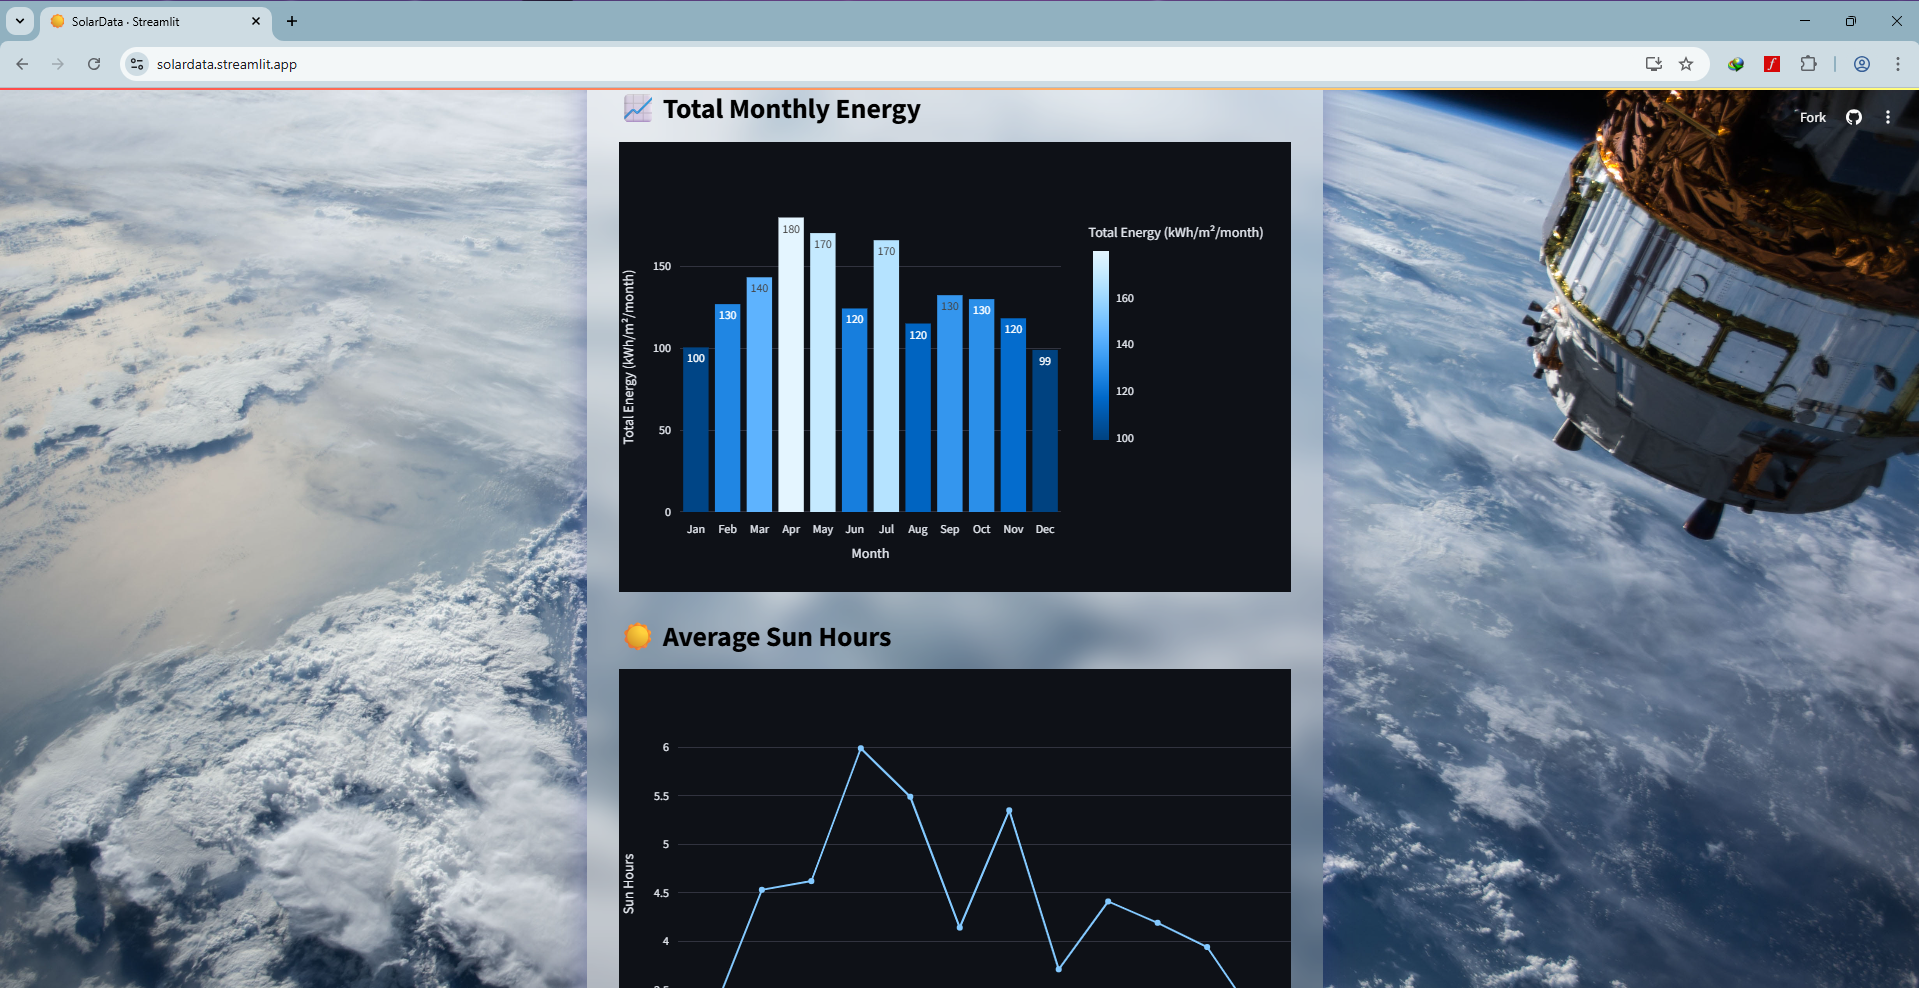 SolarData · Streamlit
solardata.streamlit.app
Fork
Total Monthly Energy
Total Energy (kWh/m²/month)
150
100
50
0
100
130
140
180
170
120
170
120
130
130
120
99
Jan Feb Mar Apr May Jun Jul Aug Sep Oct Nov Dec
Month
Total Energy (kWh/m²/month)
160
140
120
100
Average Sun Hours
Sun Hours
6
5.5
5
4.5
4